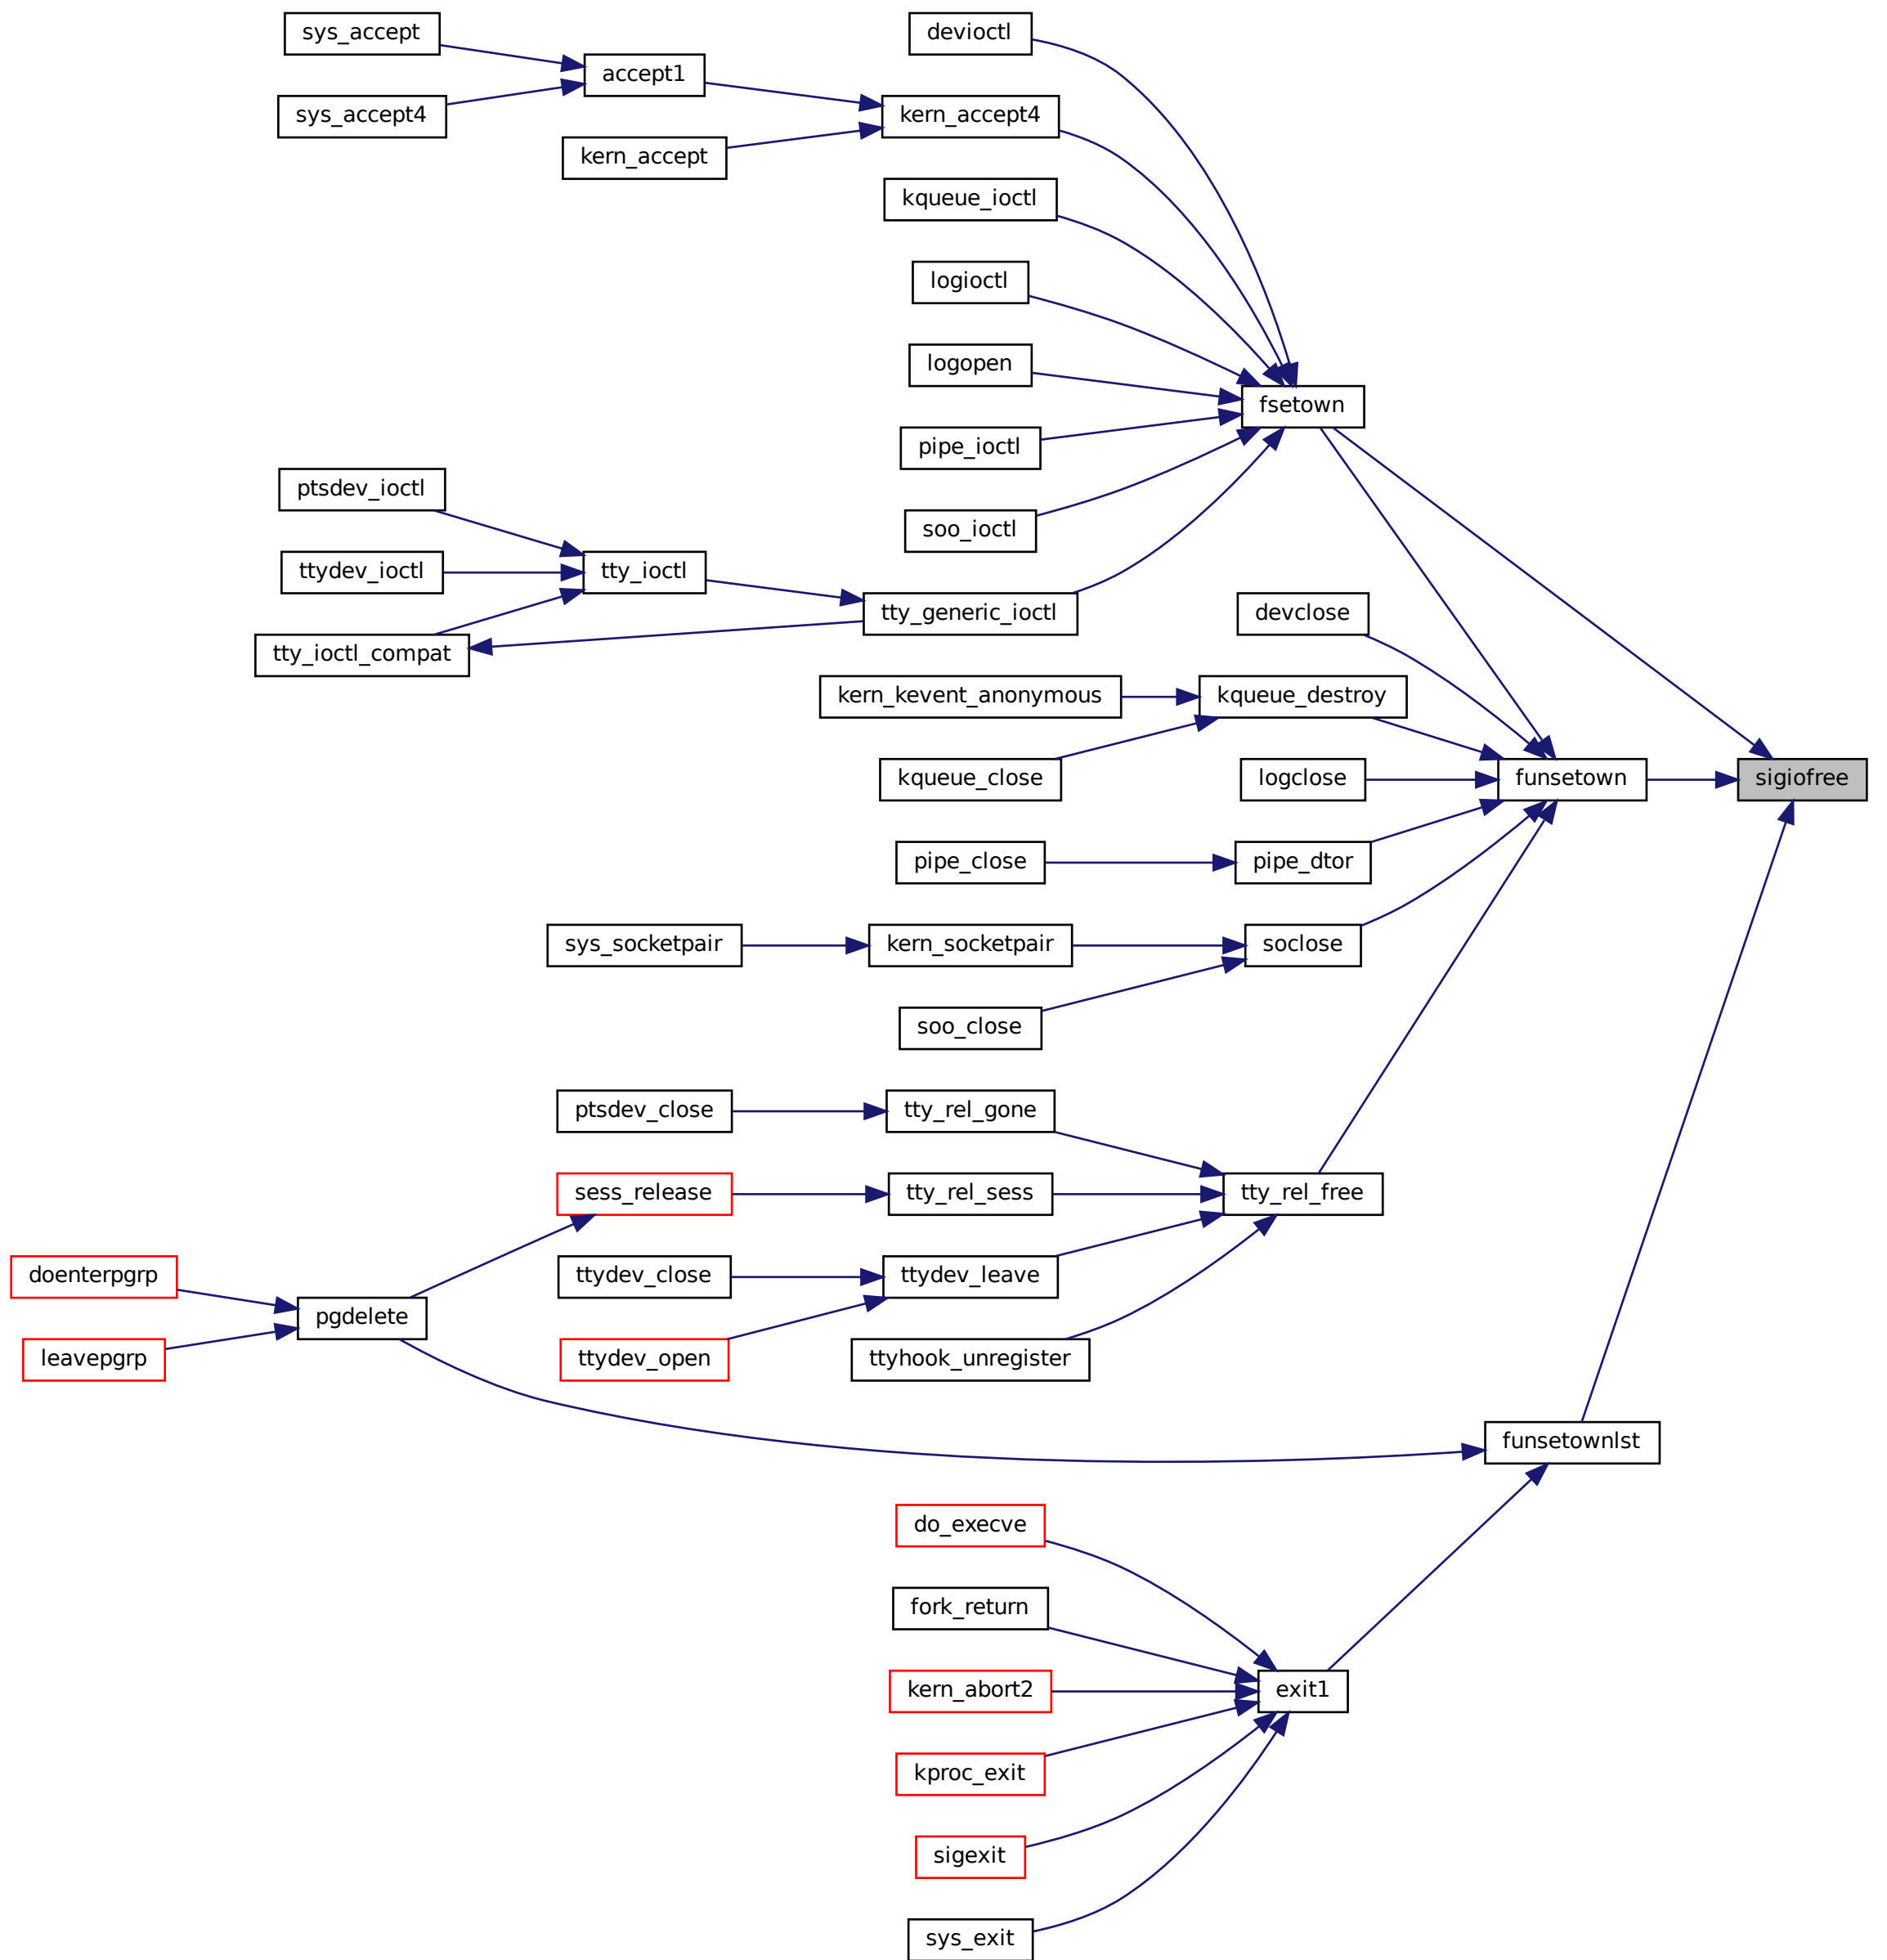 sys_accept
devioctl
accept1
sys_accept4
kern_accept4
kern_accept
kqueue_ioctl
logioctl
logopen
fsetown
pipe_ioctl
ptsdev_ioctl
soo_ioctl
ttydev_ioctl
tty_ioctl
tty_generic_ioctl
devclose
tty_ioctl_compat
kern_kevent_anonymous
kqueue_destroy
kqueue_close
logclose
funsetown
sigiofree
pipe_close
pipe_dtor
sys_socketpair
kern_socketpair
soclose
soo_close
ptsdev_close
tty_rel_gone
sess_release
tty_rel_sess
tty_rel_free
doenterpgrp
ttydev_close
ttydev_leave
pgdelete
leavepgrp
ttydev_open
ttyhook_unregister
funsetownlst
do_execve
fork_return
kern_abort2
exit1
kproc_exit
sigexit
sys_exit